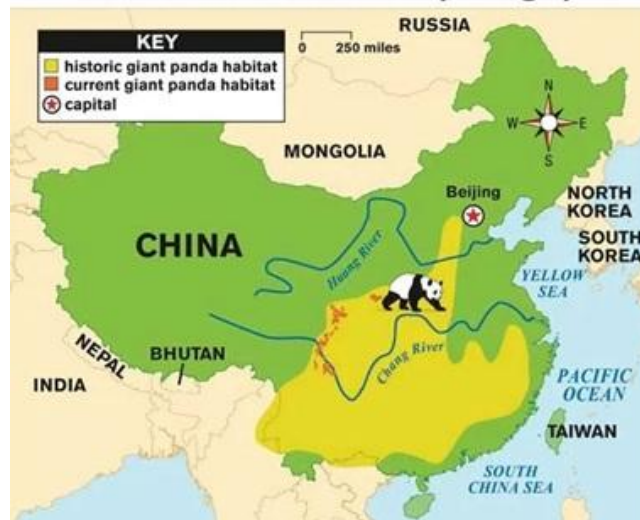 RUSSIA
KEY
0 250 miles
historic giant panda habitat
current giant panda habitat
capital
N
W E
S
MONGOLIA
Beijing
NORTH
KOREA
CHINA
Huang River
SOUTH
KOREA
YELLOW
SEA
NEPAL
BHUTAN
Chang River
INDIA
PACIFIC
OCEAN
TAIWAN
SOUTH
CHINA SEA